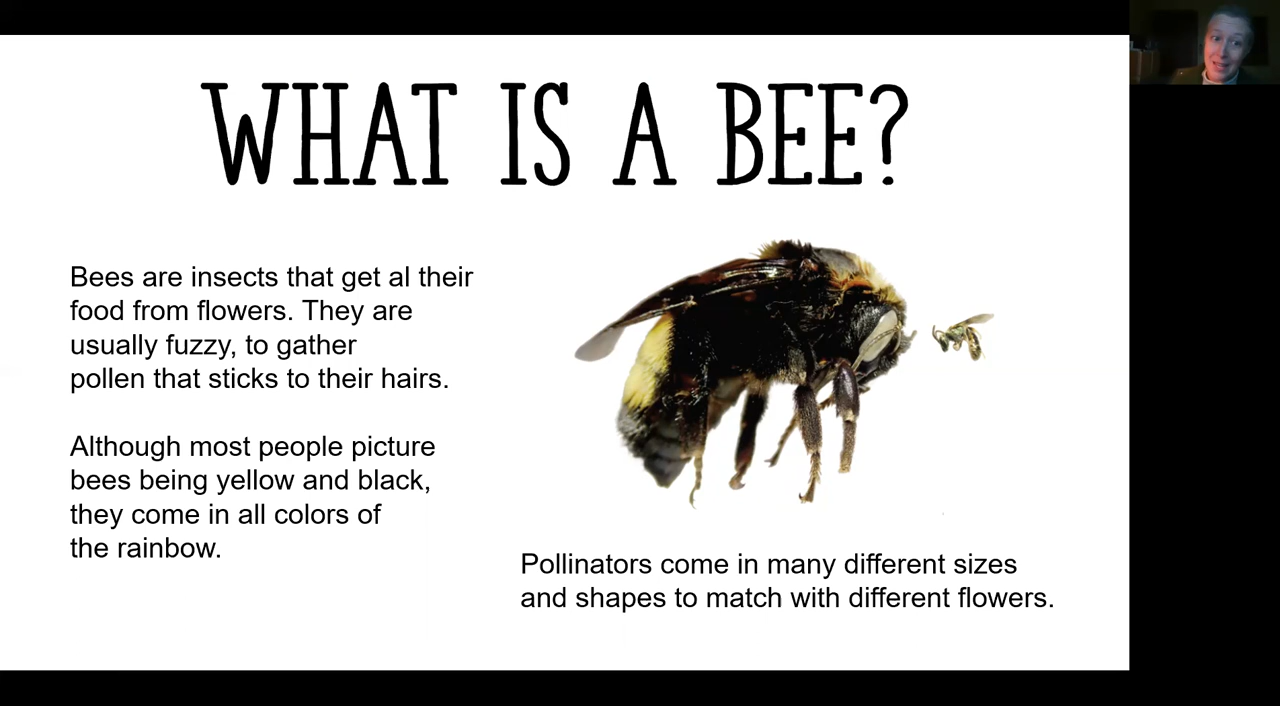 WHAT IS A BEE?
Bees are insects that get al their
food from flowers. They are
usually fuzzy, to gather
pollen that sticks to their hairs.
Although most people picture
bees being yellow and black,
they come in all colors of
the rainbow.
Pollinators come in many different sizes
and shapes to match with different flowers.